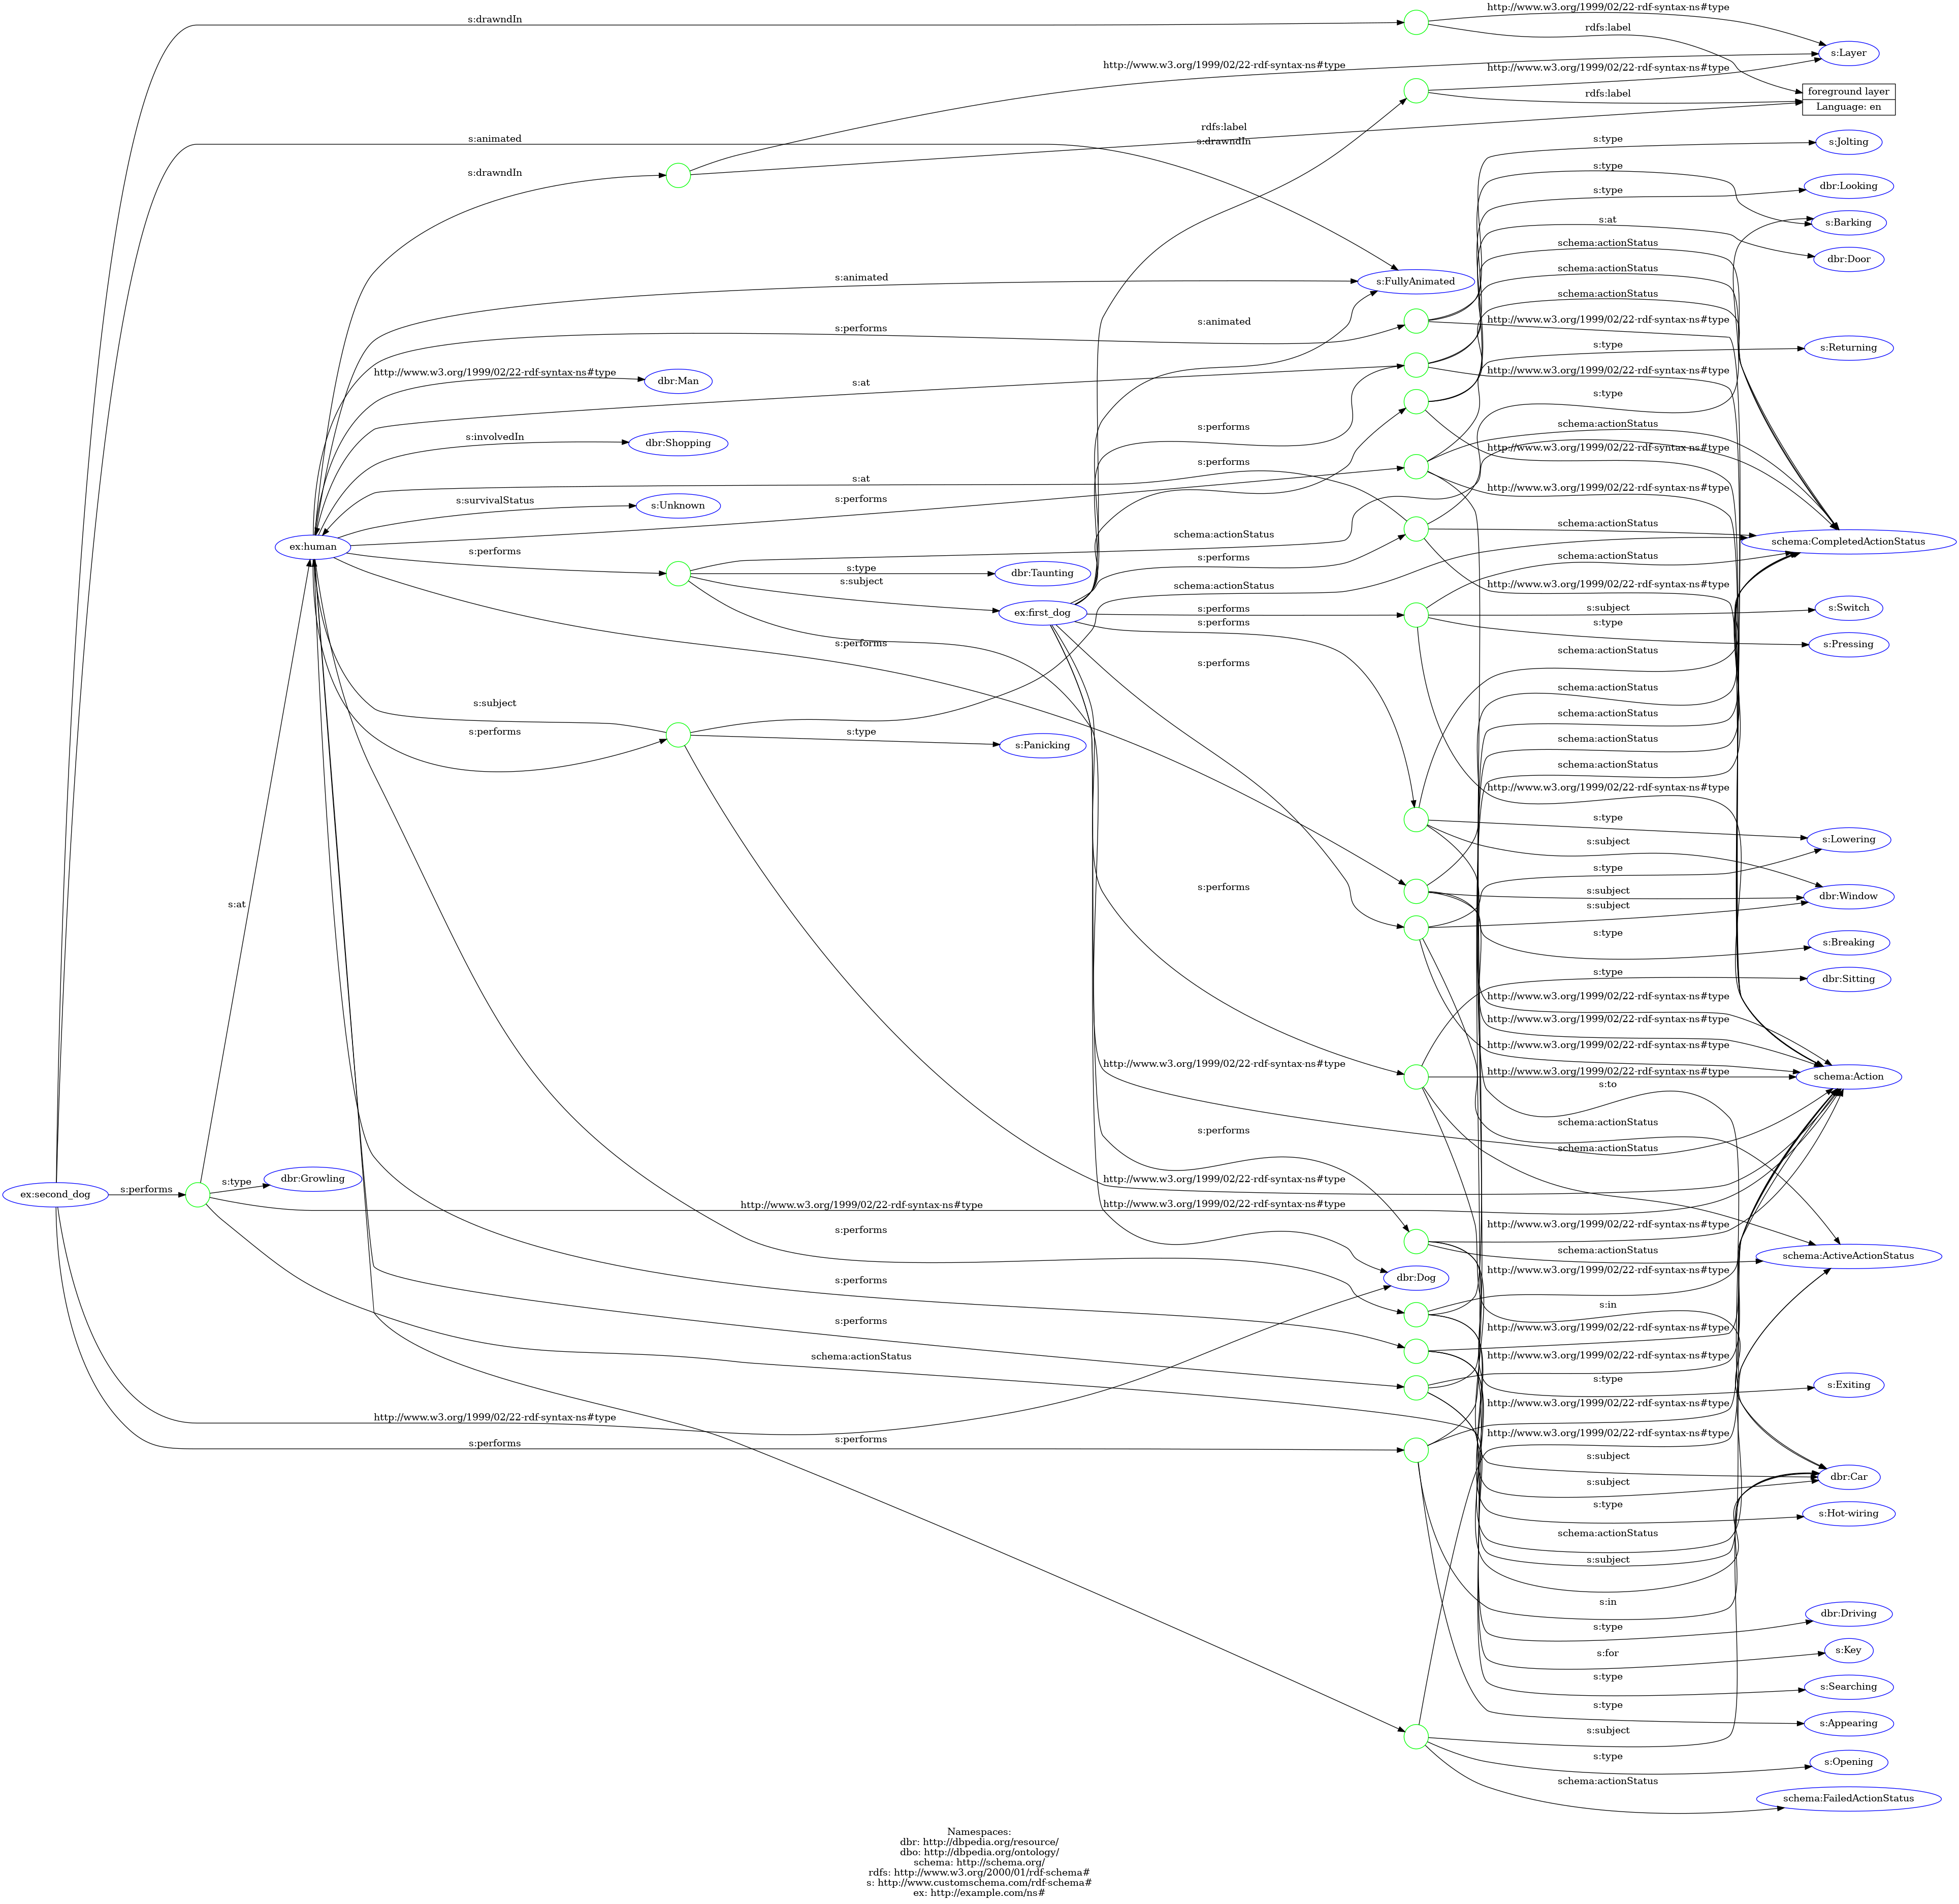 http://www.w3.org/1999/02/22-rdf-syntax-ns#type
s:drawndIn
rdfs:label
s:Layer
http://www.w3.org/1999/02/22-rdf-syntax-ns#type
http://www.w3.org/1999/02/22-rdf-syntax-ns#type
foreground layer
rdfs:label
Language: en
rdfs:label
s:animated
s:drawndIn
s:type
s:Jolting
s:type
s:drawndIn
s:type
dbr:Looking
s:at
s:Barking
schema:actionStatus
dbr:Door
schema:actionStatus
s:animated
s:FullyAnimated
schema:actionStatus
s:performs
s:animated
http://www.w3.org/1999/02/22-rdf-syntax-ns#type
s:type
s:Returning
http://www.w3.org/1999/02/22-rdf-syntax-ns#type
dbr:Man
s:at
http://www.w3.org/1999/02/22-rdf-syntax-ns#type
s:type
s:involvedIn
dbr:Shopping
s:performs
schema:actionStatus
http://www.w3.org/1999/02/22-rdf-syntax-ns#type
s:performs
s:at
s:survivalStatus
s:Unknown
s:performs
http://www.w3.org/1999/02/22-rdf-syntax-ns#type
schema:actionStatus
schema:actionStatus
schema:CompletedActionStatus
ex:human
s:performs
s:performs
schema:actionStatus
s:type
dbr:Taunting
s:subject
schema:actionStatus
http://www.w3.org/1999/02/22-rdf-syntax-ns#type
ex:first_dog
s:performs
s:subject
s:Switch
s:performs
s:type
s:performs
s:Pressing
schema:actionStatus
s:performs
schema:actionStatus
s:subject
schema:actionStatus
s:performs
s:type
s:Panicking
schema:actionStatus
schema:actionStatus
http://www.w3.org/1999/02/22-rdf-syntax-ns#type
s:type
s:Lowering
s:subject
s:type
s:performs
s:subject
dbr:Window
s:at
s:subject
s:type
s:Breaking
s:type
dbr:Sitting
http://www.w3.org/1999/02/22-rdf-syntax-ns#type
http://www.w3.org/1999/02/22-rdf-syntax-ns#type
http://www.w3.org/1999/02/22-rdf-syntax-ns#type
http://www.w3.org/1999/02/22-rdf-syntax-ns#type
http://www.w3.org/1999/02/22-rdf-syntax-ns#type
schema:Action
s:to
schema:actionStatus
s:performs
schema:actionStatus
http://www.w3.org/1999/02/22-rdf-syntax-ns#type
s:type
dbr:Growling
ex:second_dog
s:performs
http://www.w3.org/1999/02/22-rdf-syntax-ns#type
http://www.w3.org/1999/02/22-rdf-syntax-ns#type
s:performs
http://www.w3.org/1999/02/22-rdf-syntax-ns#type
schema:actionStatus
schema:ActiveActionStatus
http://www.w3.org/1999/02/22-rdf-syntax-ns#type
s:performs
dbr:Dog
s:in
s:performs
http://www.w3.org/1999/02/22-rdf-syntax-ns#type
schema:actionStatus
http://www.w3.org/1999/02/22-rdf-syntax-ns#type
s:type
s:Exiting
http://www.w3.org/1999/02/22-rdf-syntax-ns#type
http://www.w3.org/1999/02/22-rdf-syntax-ns#type
http://www.w3.org/1999/02/22-rdf-syntax-ns#type
s:performs
s:performs
s:subject
dbr:Car
s:subject
s:type
s:Hot-wiring
schema:actionStatus
s:subject
s:in
dbr:Driving
s:type
s:for
s:Key
s:type
s:Searching
s:type
s:Appearing
s:subject
s:type
s:Opening
schema:actionStatus
schema:FailedActionStatus
Namespaces:
dbr: http://dbpedia.org/resource/
dbo: http://dbpedia.org/ontology/
schema: http://schema.org/
rdfs: http://www.w3.org/2000/01/rdf-schema#
s: http://www.customschema.com/rdf-schema#
ex: http://example.com/ns#